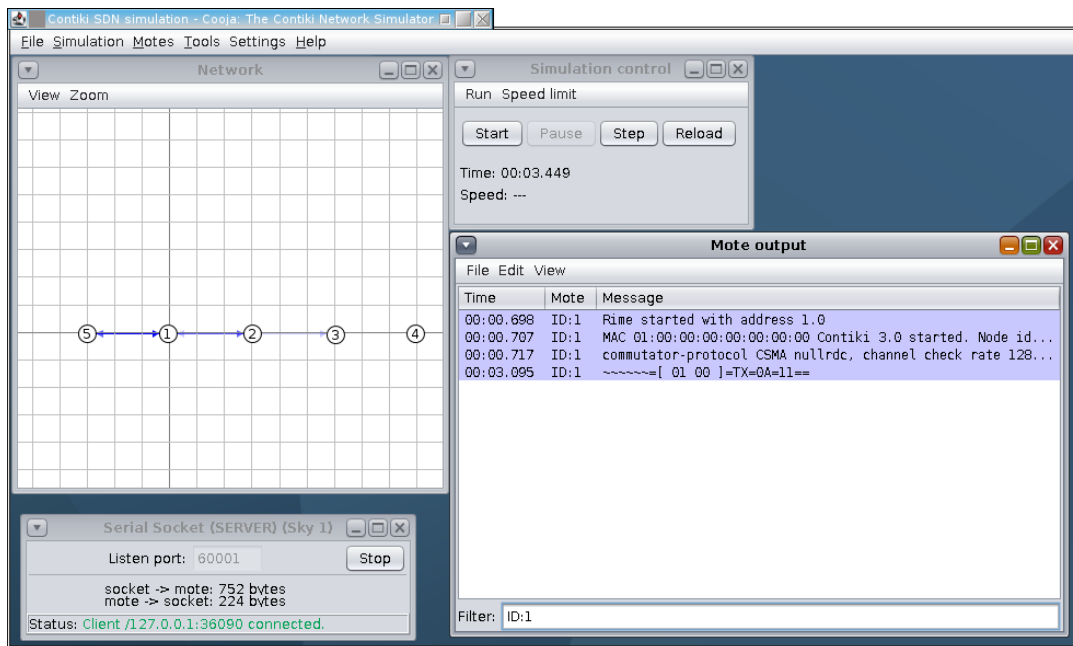 Contiki SDN simulation - Cooja: The Contiki Network Simulator
File Simulation Motes Tools Settings Help
Network
View Zoom
5 1 2 3 4
Simulation control
Run Speed limit
Start Pause Step Reload
Time: 00:03.449
Speed: ---
Mote output
File Edit View
Time Mote Message
00:00.698 ID:1 Rime started with address 1.0
00:00.707 ID:1 MAC 01:00:00:00:00:00:00:00 Contiki 3.0 started. Node id...
00:00.717 ID:1 commutator-protocol CSMA nullrdc, channel check rate 128...
00:03.095 ID:1 ~~~~~~=[ 01 00 ]=TX=0A=11==
Filter: ID:1
Serial Socket (SERVER) (Sky 1)
Listen port: 60001 Stop
socket -> mote: 752 bytes
mote -> socket: 224 bytes
Status: Client /127.0.0.1:36090 connected.